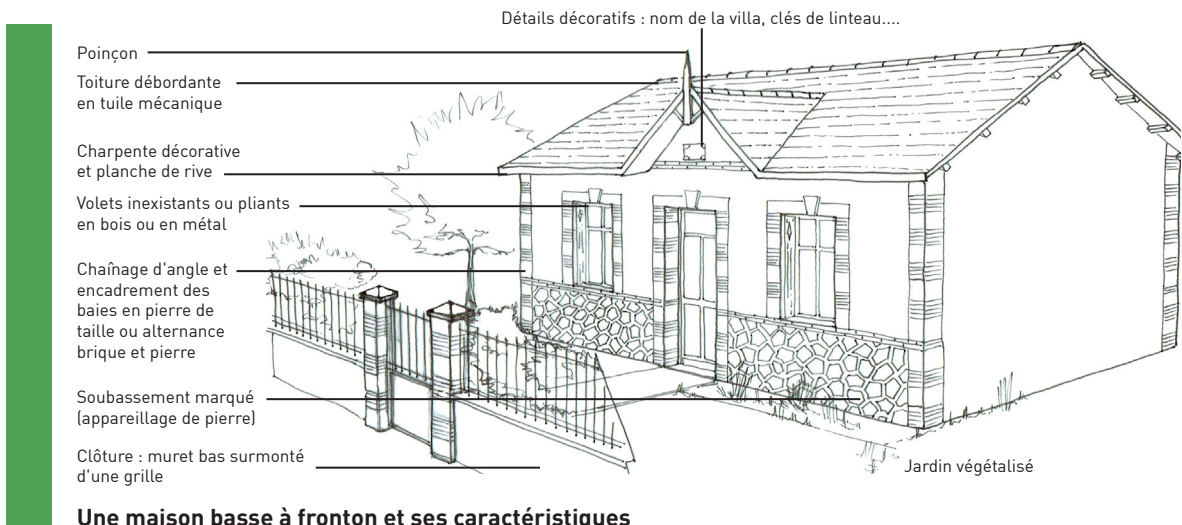 Détails décoratifs : nom de la villa, clés de linteau....
Poinçon
Toiture débordante
en tuile mécanique
Charpente décorative
et planche de rive
Volets inexistants ou pliants
en bois ou en métal
Chaînage d'angle et
encadrement des
baies en pierre de
taille ou alternance
brique et pierre
Soubassement marqué
(appareillage de pierre)
Clôture : muret bas surmonté
d'une grille
Jardin végétalisé
Une maison basse à fronton et ses caractéristiques